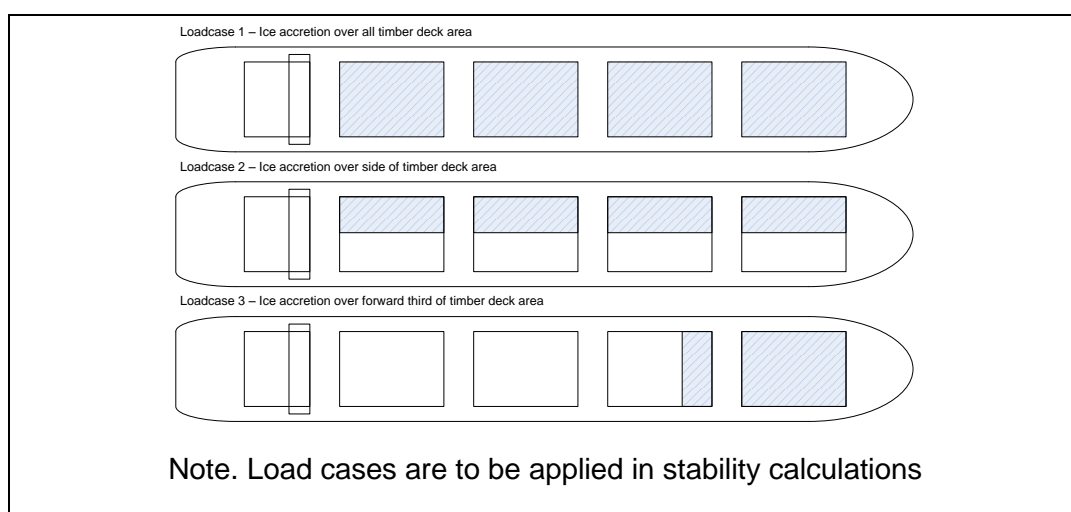 Loadcase 1 – Ice accretion over all timber deck area
Loadcase 2 – Ice accretion over side of timber deck area
Loadcase 3 – Ice accretion over forward third of timber deck area
Note. Load cases are to be applied in stability calculations